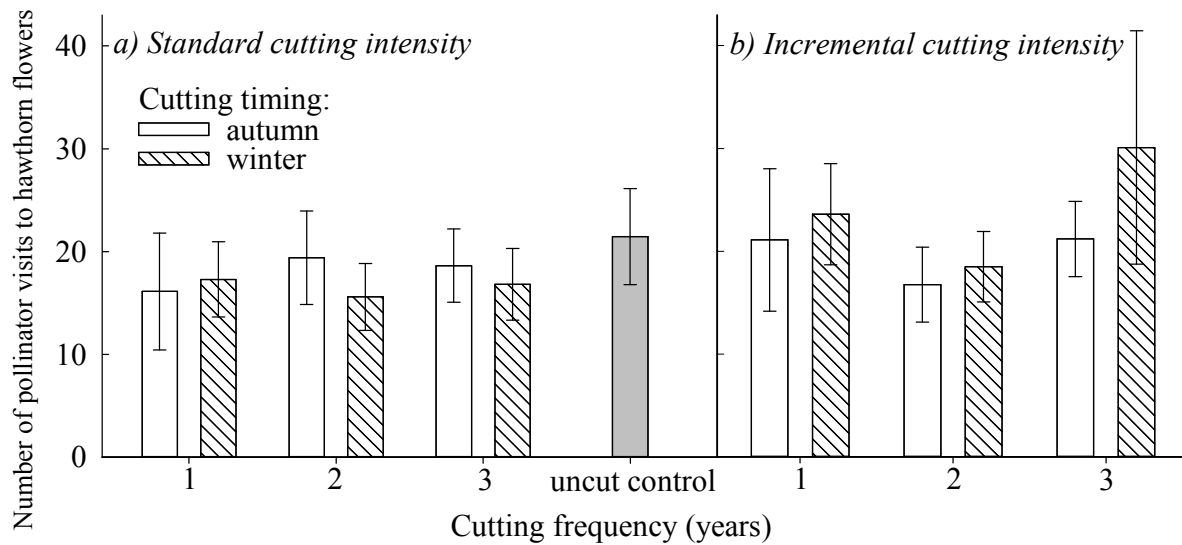 Number of pollinator visits to hawthorn flowers
40
30
20
10
0
a) Standard cutting intensity
Cutting timing:
autumn
winter
b) Incremental cutting intensity
1 2 3 uncut control 1 2 3
Cutting frequency (years)